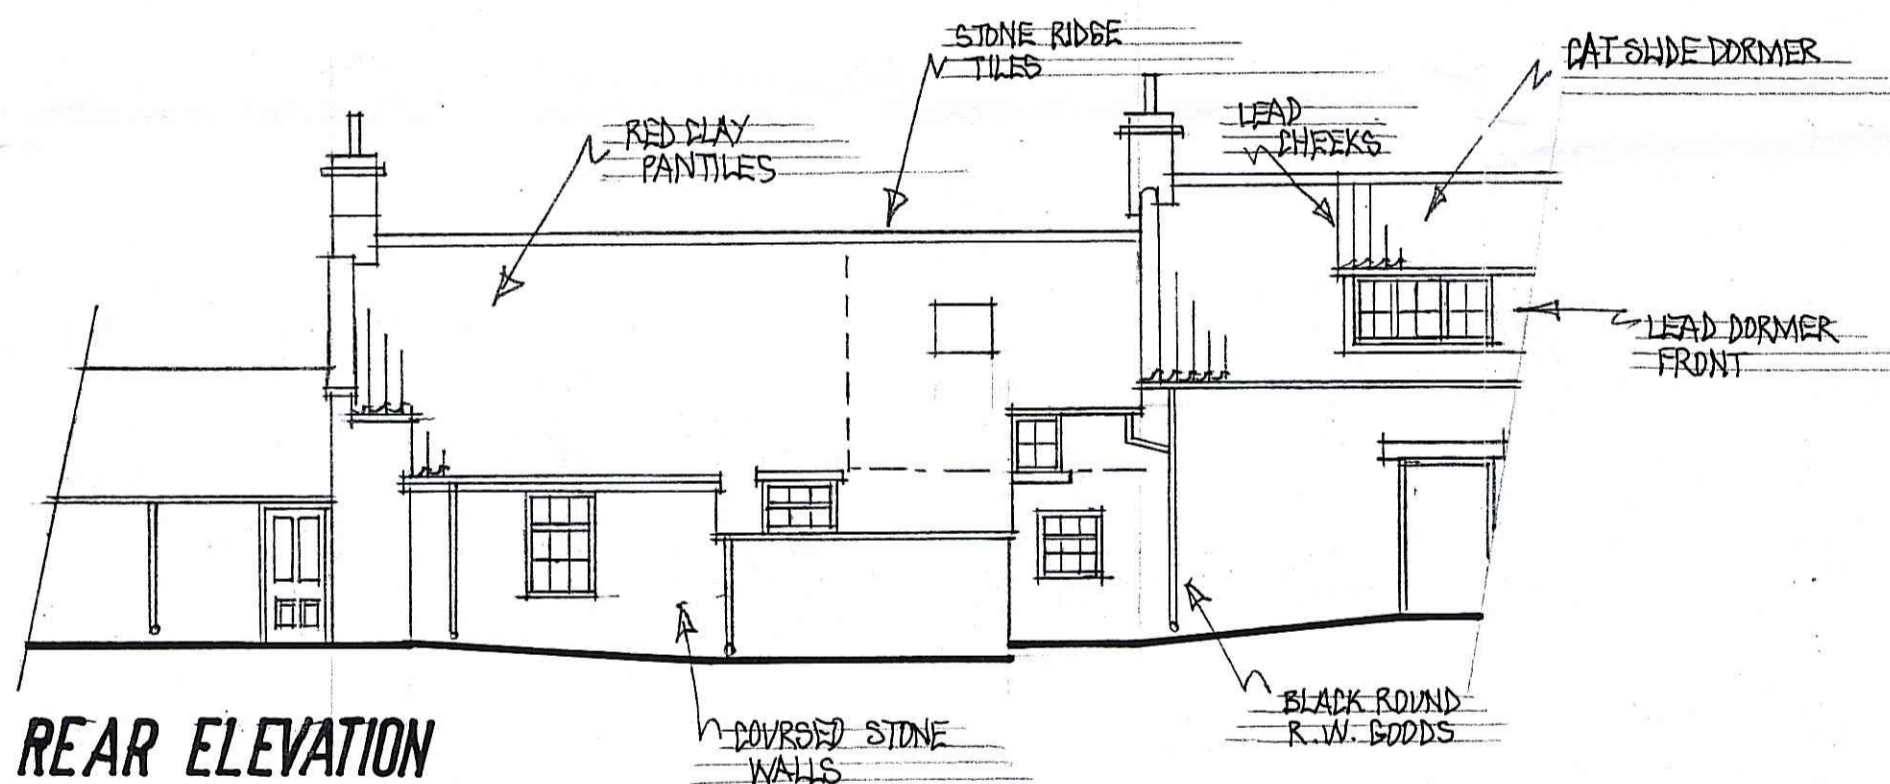 STONE RIDGE
TILES
CAT SLIDE DORMER
RED CLAY
PANTILES
LEAD
CHEEKS
LEAD DORMER
FRONT
COURSED STONE
WALLS
BLACK ROUND
R.W. GOODS
REAR ELEVATION